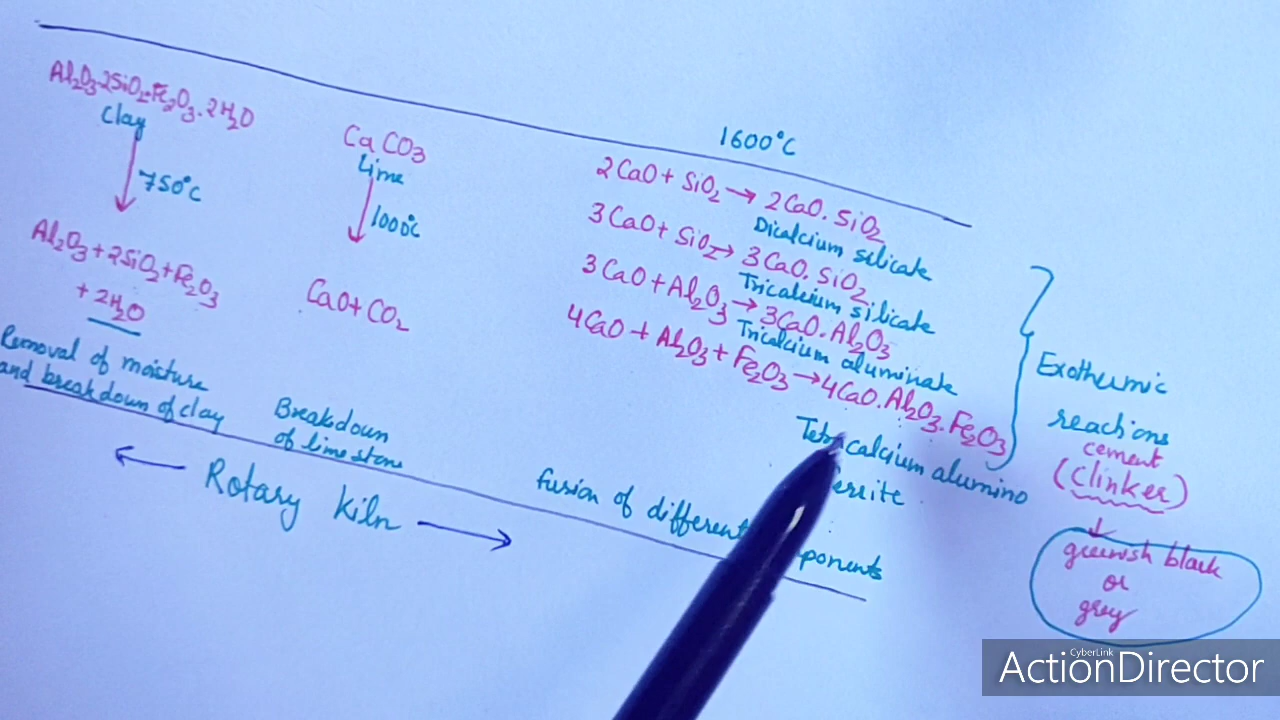 Al₂O₃.2SiO₂.Fe₂O₃.2H₂O
Clay
750°C
Al₂O₃+2SiO₂+Fe₂O₃
+ 2H₂O
Removal of moisture
and breakdown of clay
CaCO₃
Lime
1000°C
CaO+CO₂
Breakdown
of lime stone
1600°C
2CaO + SiO₂ → 2CaO.SiO₂
Dicalcium silicate
3CaO + SiO₂ → 3CaO.SiO₂
Tricalcium silicate
3CaO + Al₂O₃ → 3CaO.Al₂O₃
Tricalcium aluminate
4CaO + Al₂O₃ + Fe₂O₃ → 4CaO.Al₂O₃.Fe₂O₃
calcium alumino
fusion of different
Exothermic
reactions
cement
(Clinker)
greenish black
or
grey
← Rotary kiln →
CyberLink
ActionDirector